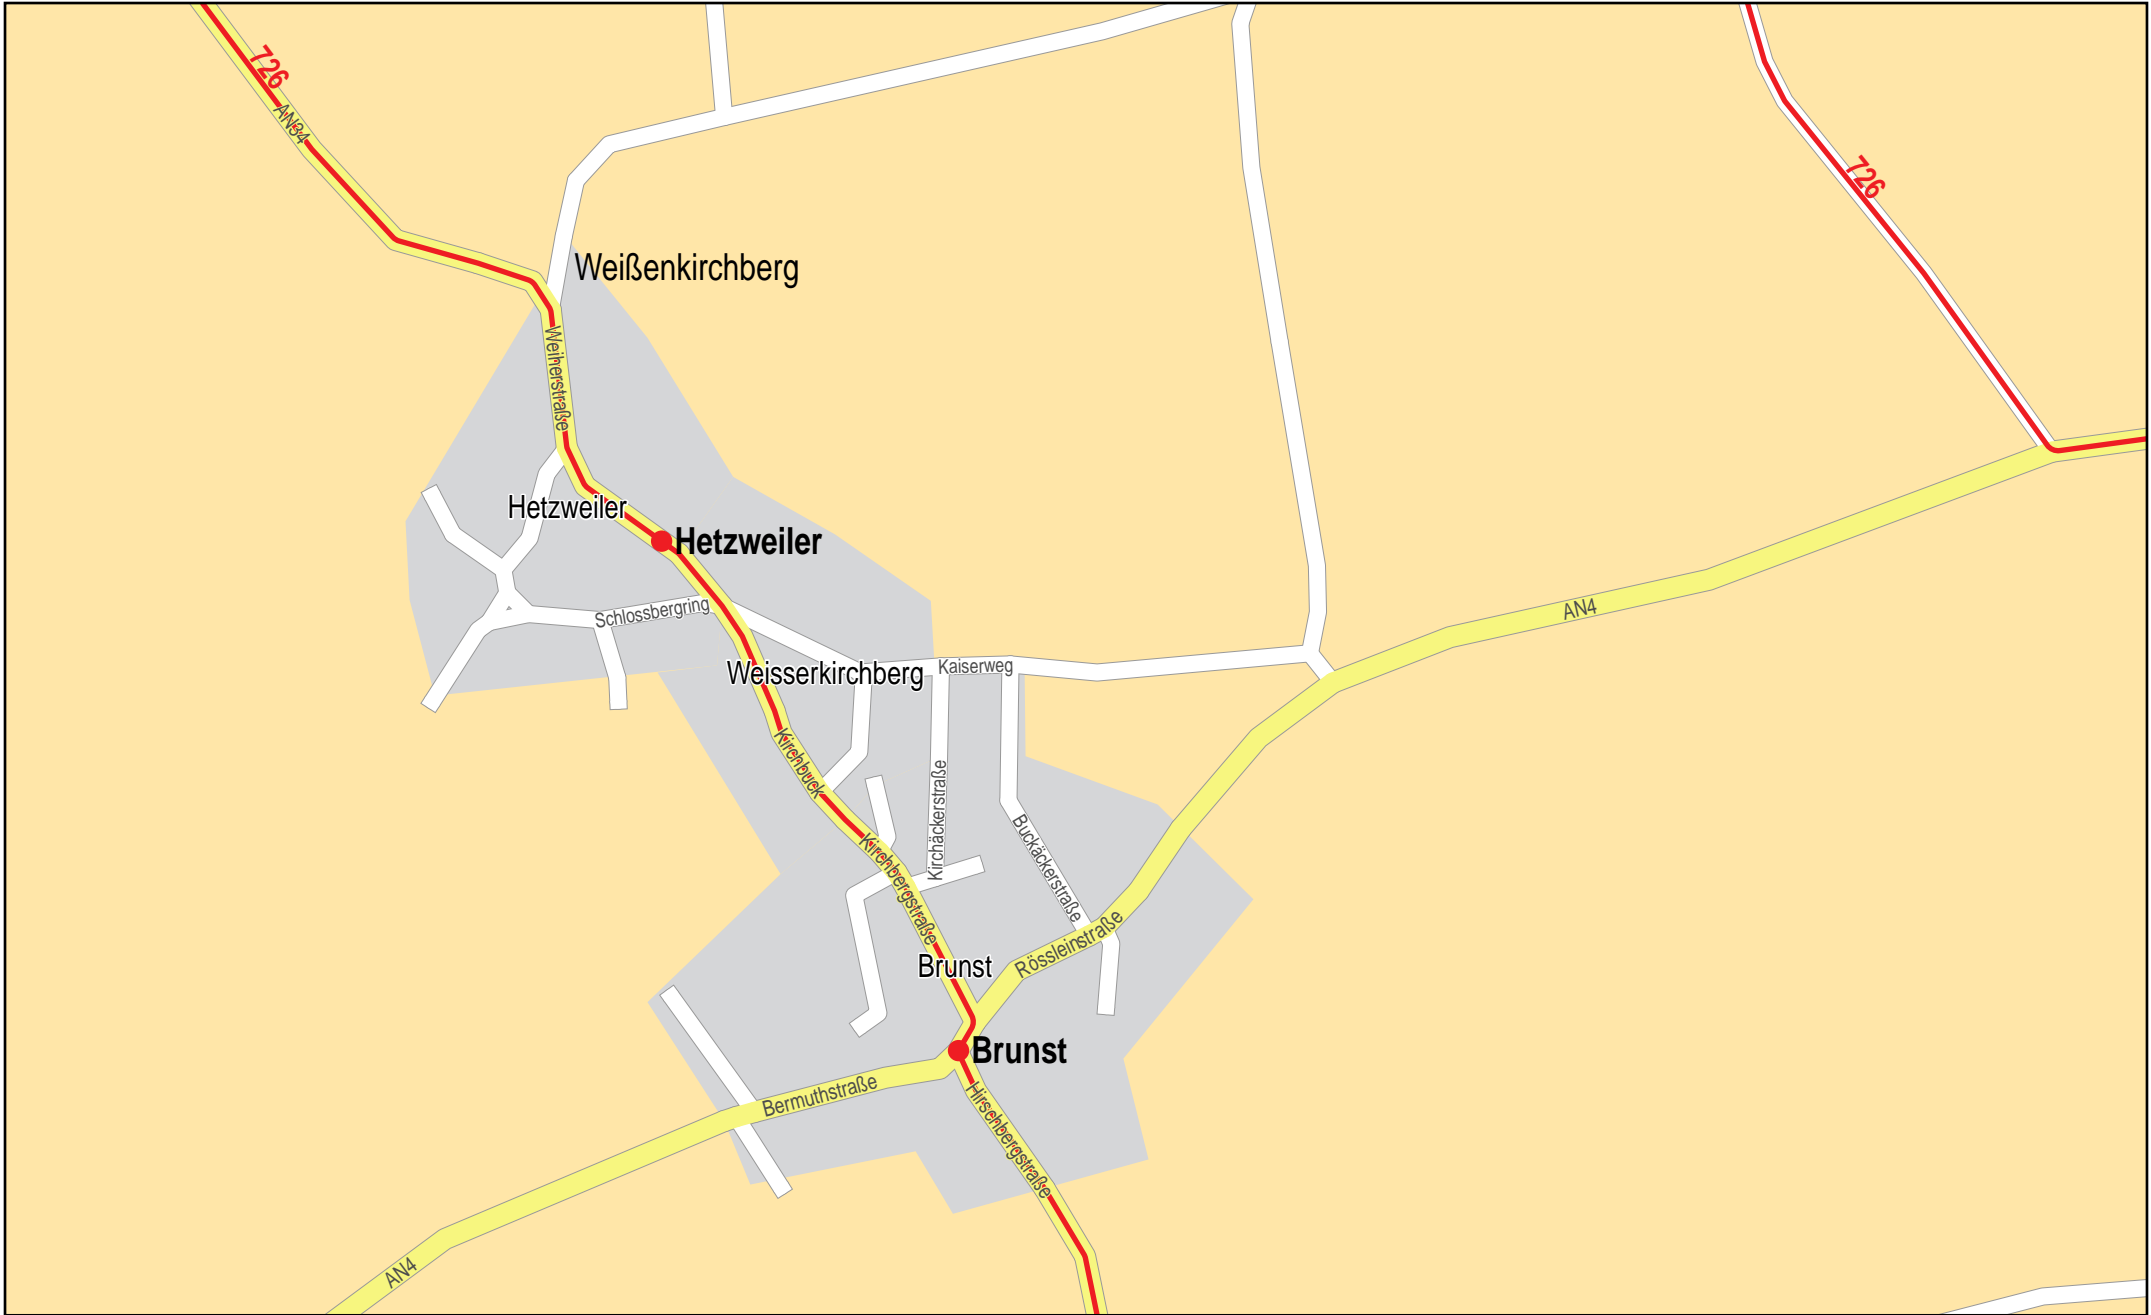 726
AN34
726
Weißenkirchberg
Weiherstraße
Hetzweiler
Hetzweiler
Schlossbergring
AN4
Weisserkirchberg
Kaiserweg
Kirchbuck
Kirchäckerstraße
Buckäckerstraße
Kirchbergstraße
Rössleinstraße
Brunst
Brunst
Bermuthstraße
Hirschbergstraße
AN4